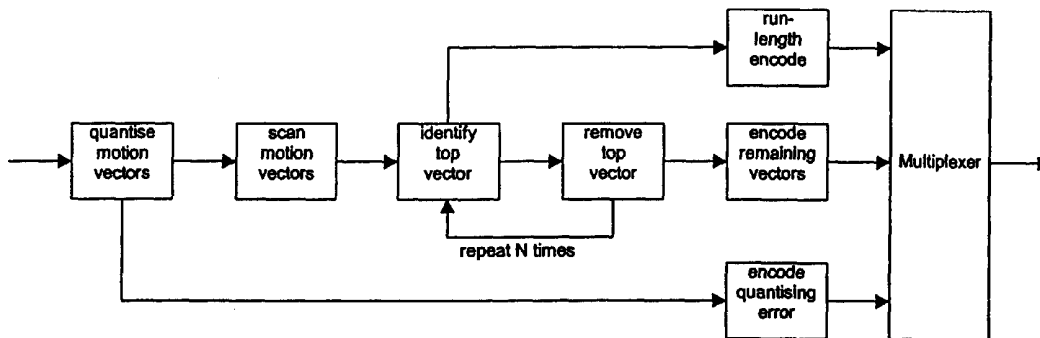 run-
length
encode
quantise
motion
vectors
scan
motion
vectors
identify
top
vector
remove
top
vector
encode
remaining
vectors
Multiplexer
repeat N times
encode
quantising
error